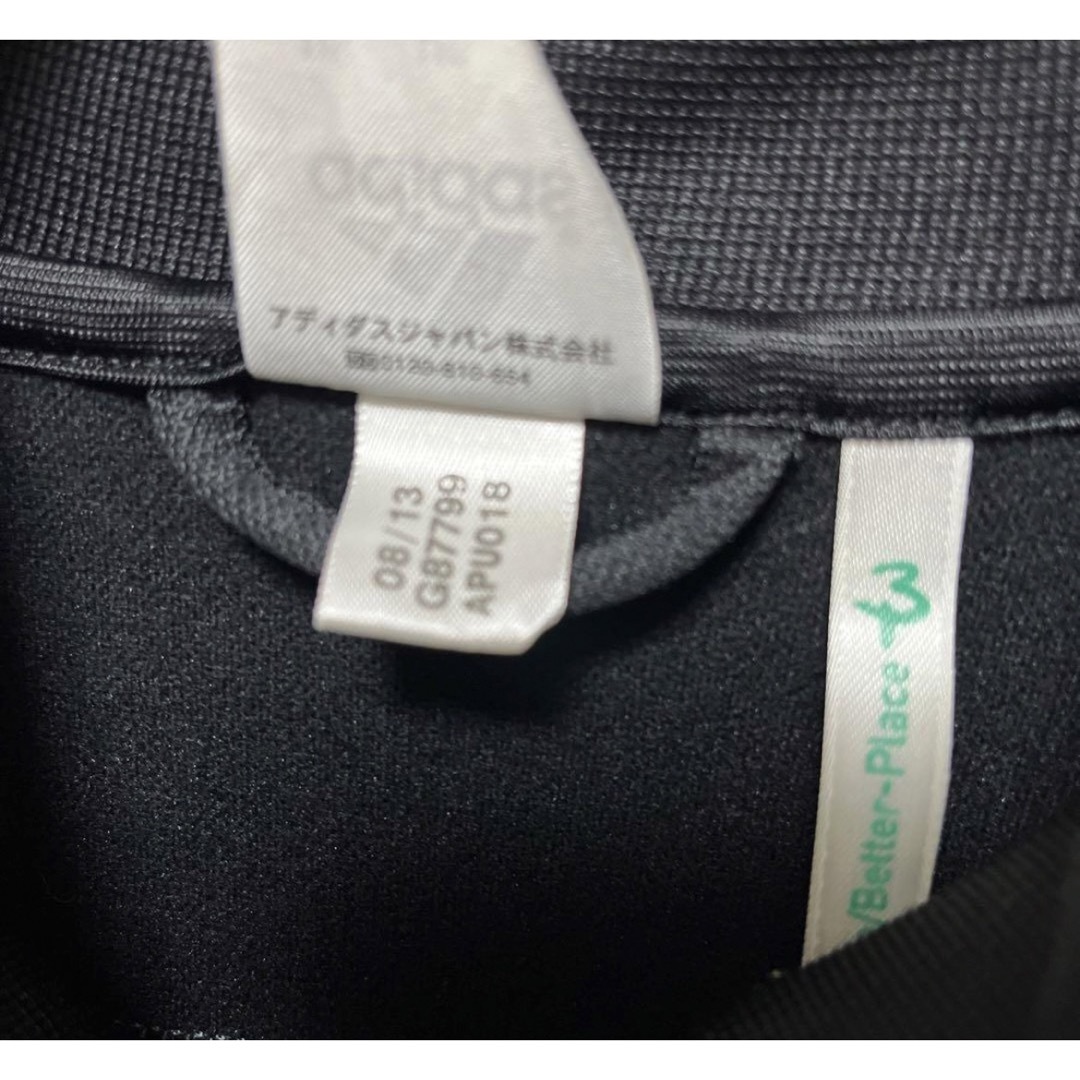 adidas
アディダスジャパン株式会社
0120-810-654
08/13
G87799
APU018
/Better-Place